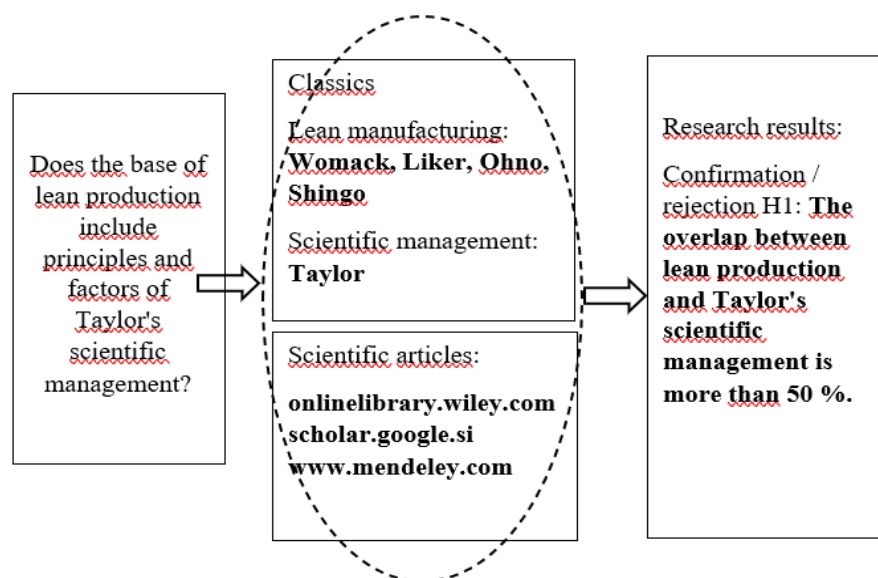 Does the base of
lean production
include
principles and
factors of
Taylor's
scientific
management?
Classics
Lean manufacturing:
Womack, Liker, Ohno,
Shingo
Scientific management:
Taylor
Scientific articles:
onlinelibrary.wiley.com
scholar.google.si
www.mendeley.com
Research results:
Confirmation /
rejection H1: The
overlap between
lean production
and Taylor's
scientific
management is
more than 50 %.